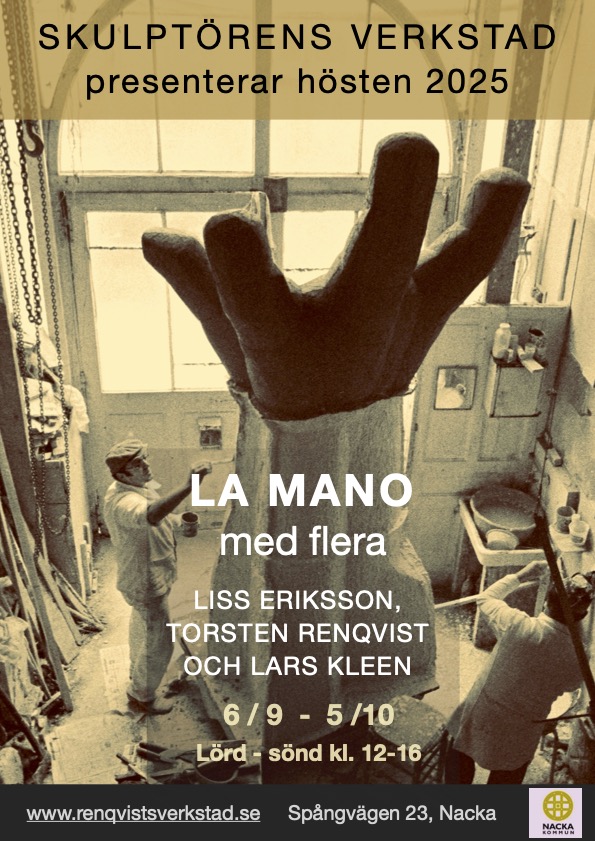 SKULPTÖRENS VERKSTAD
presenterar hösten 2025
LA MANO
med flera
LISS ERIKSSON,
TORSTEN RENQVIST
OCH LARS KLEEN
6 / 9 - 5 /10
Lörd - sönd kl. 12-16
www.renqvistsverkstad.se Spångvägen 23, Nacka
NACKA
KOMMUN